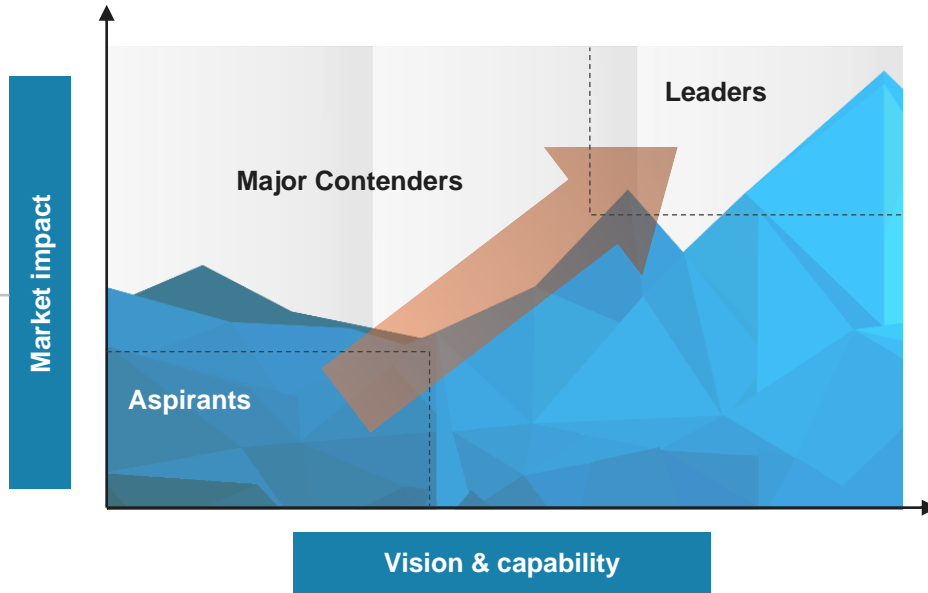 Leaders
Major Contenders
Market impact
Aspirants
Vision & capability